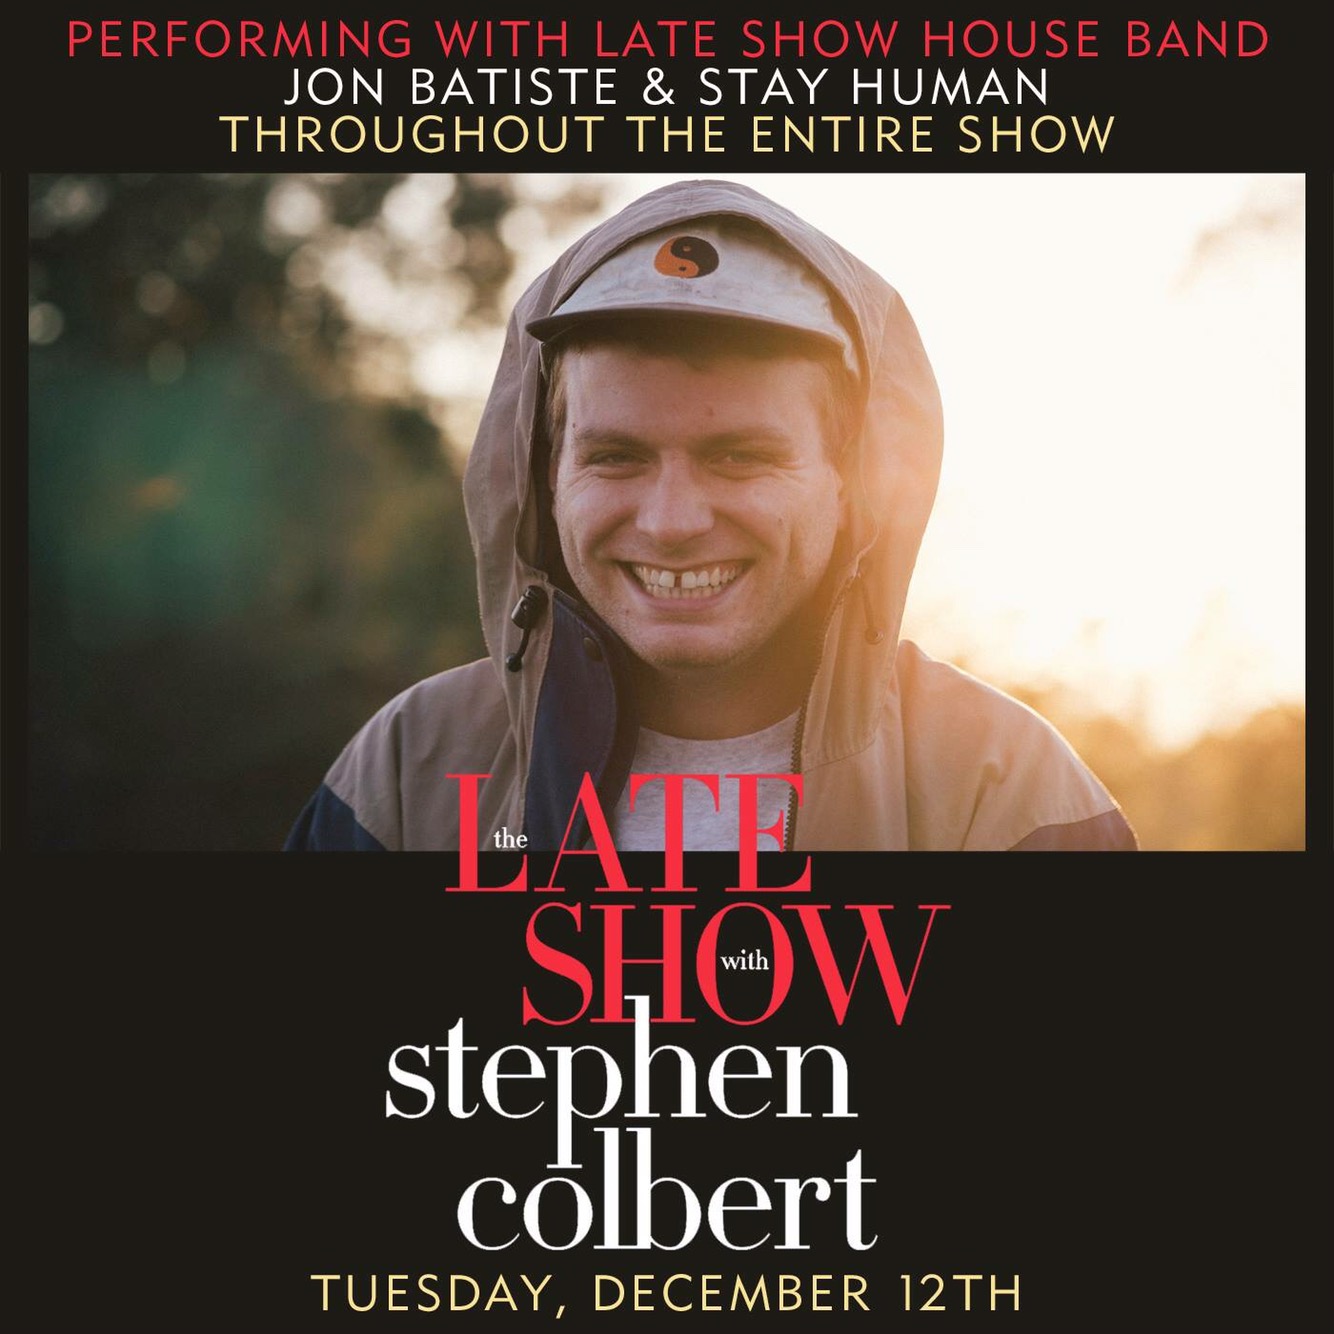 PERFORMING WITH LATE SHOW HOUSE BAND
JON BATISTE & STAY HUMAN
THROUGHOUT THE ENTIRE SHOW
the LATE
SHOW with
stephen
colbert
TUESDAY, DECEMBER 12TH